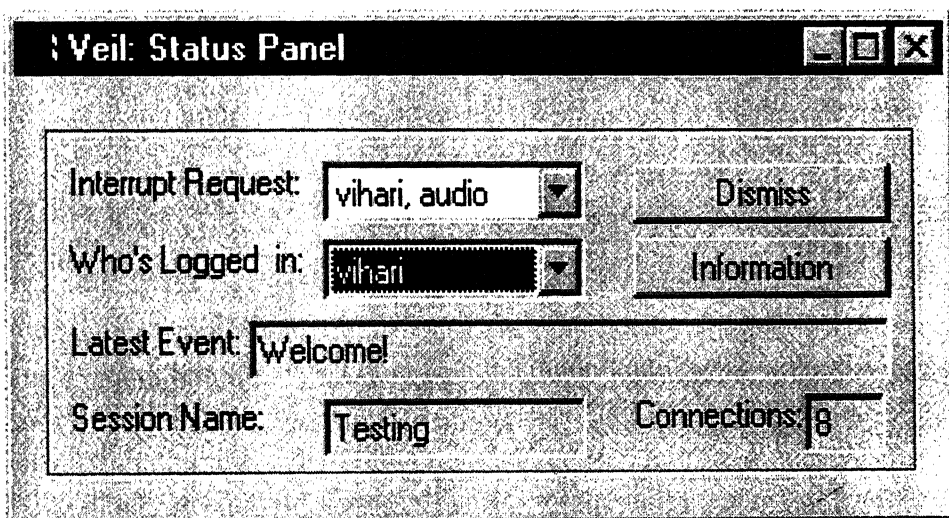 Veil: Status Panel
Interrupt Request: vihari, audio Dismiss
Who's Logged in: vihari Information
Latest Event: Welcome!
Session Name: Testing Connections: 8